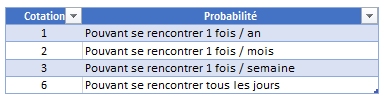 Cotation Probabilité
1 Pouvant se rencontrer 1 fois / an
2 Pouvant se rencontrer 1 fois / mois
3 Pouvant se rencontrer 1 fois / semaine
6 Pouvant se rencontrer tous les jours